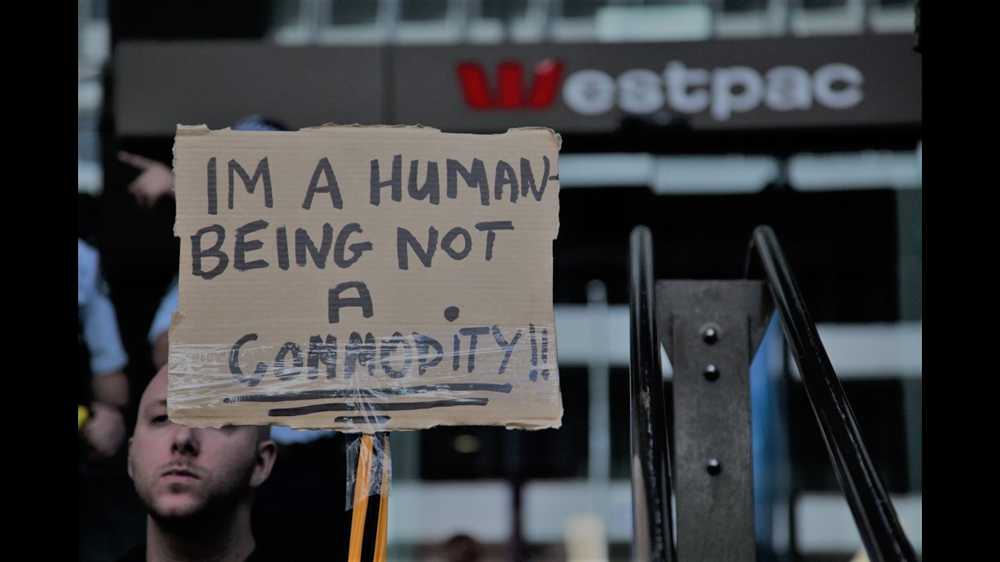 Westpac
IM A HUMAN-
BEING NOT
A
COMMODITY!!!